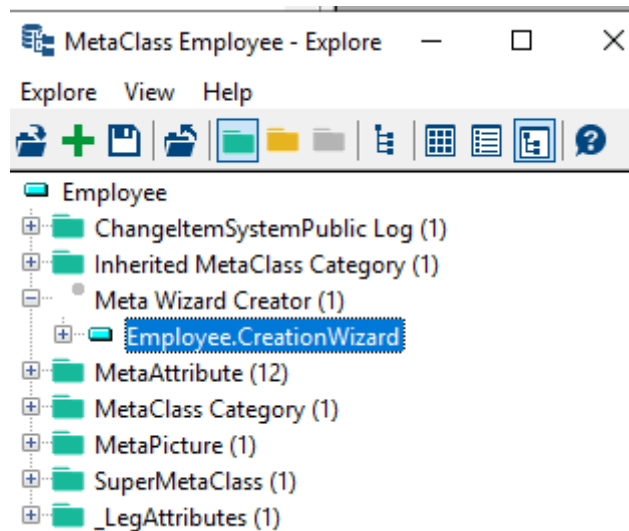 MetaClass Employee - Explore
Explore View Help
Employee
ChangeItemSystemPublic Log (1)
Inherited MetaClass Category (1)
Meta Wizard Creator (1)
Employee.CreationWizard
MetaAttribute (12)
MetaClass Category (1)
MetaPicture (1)
SuperMetaClass (1)
_LegAttributes (1)